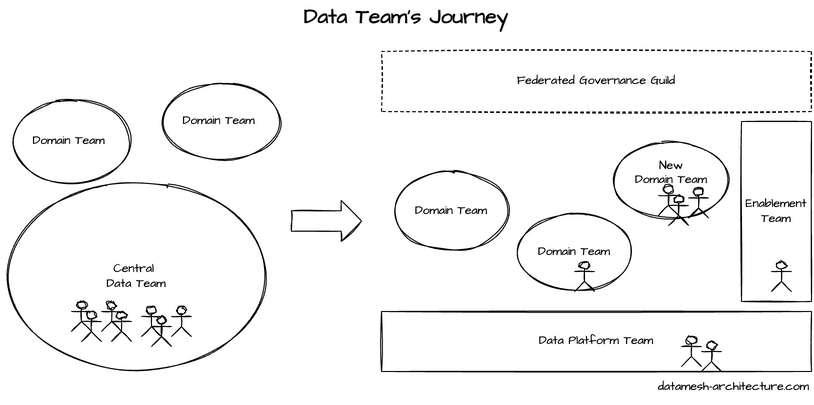 Data Team's Journey
Domain Team
Domain Team
Central
Data Team
Federated Governance Guild
New
Domain Team
Domain Team
Domain Team
Enablement
Team
Data Platform Team
datamesh-architecture.com